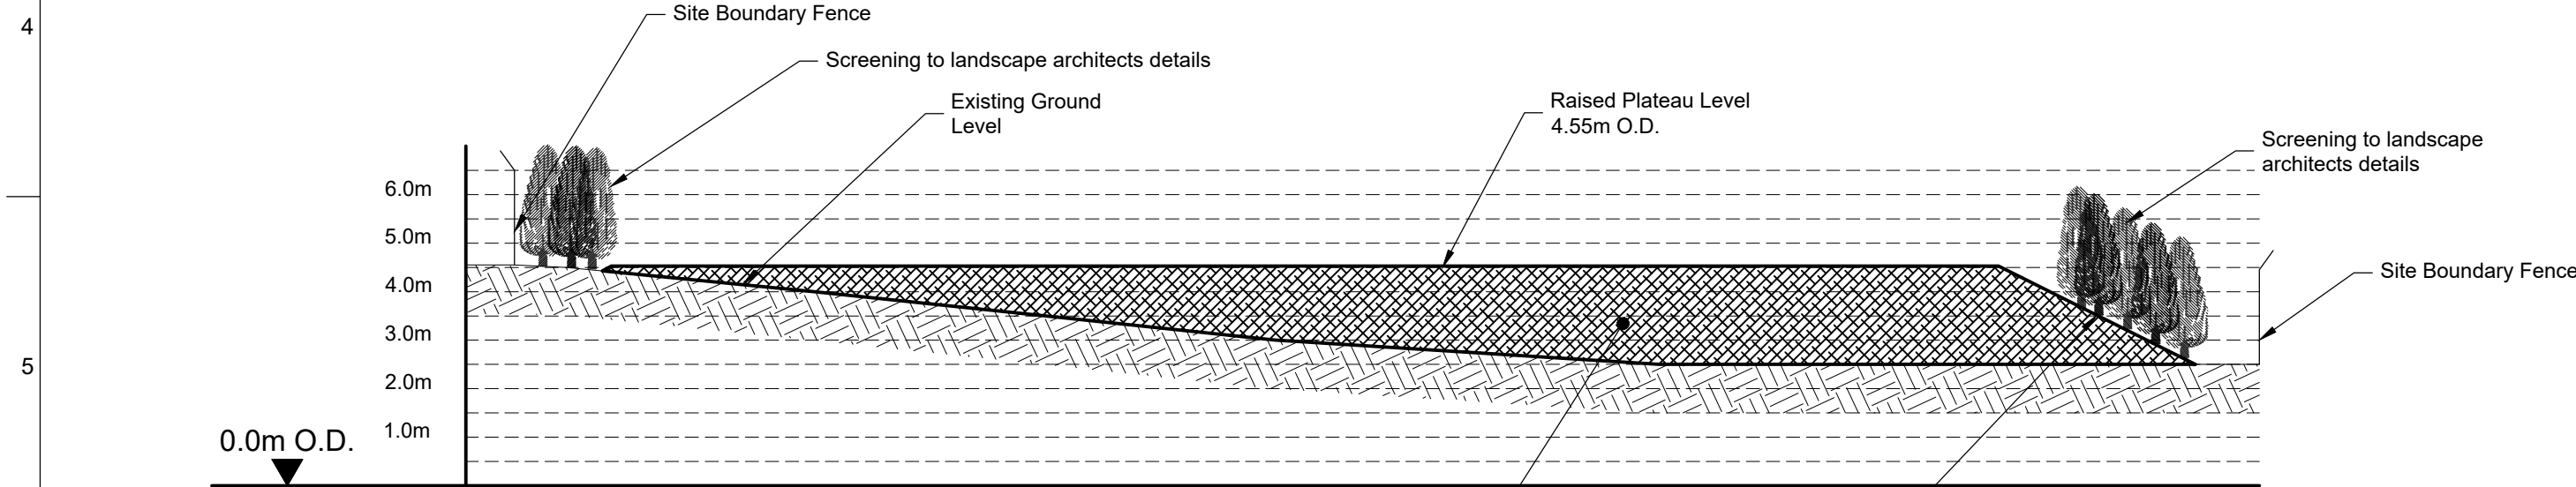 4
Site Boundary Fence
Screening to landscape architects details
Existing Ground
Level
Raised Plateau Level
4.55m O.D.
Screening to landscape
architects details
6.0m
5.0m
4.0m
3.0m
2.0m
1.0m
Site Boundary Fence
5
0.0m O.D.